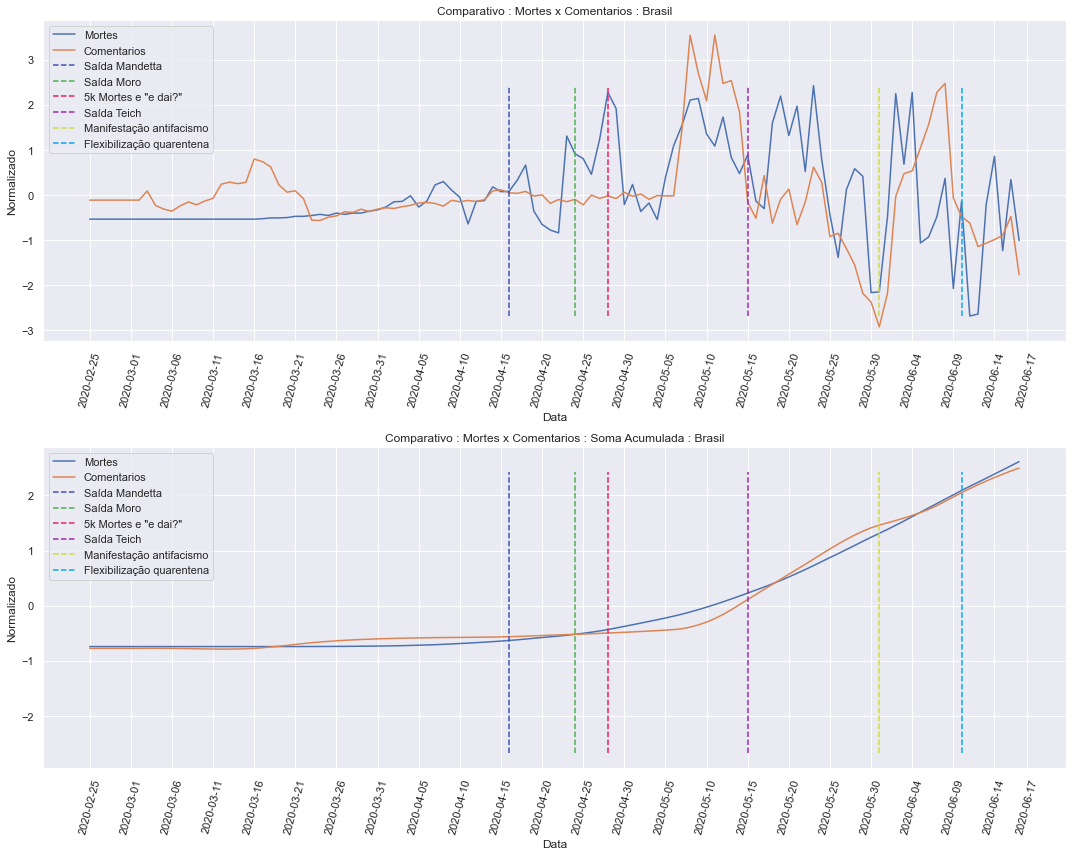 Comparativo : Mortes x Comentarios : Brasil
Mortes
Comentarios
Saída Mandetta
Saída Moro
5k Mortes e "e dai?"
Saída Teich
Manifestação antifacismo
Flexibilização quarentena
Normalizado
3
2
1
0
−1
−2
−3
2020-02-25
2020-03-01
2020-03-06
2020-03-11
2020-03-16
2020-03-21
2020-03-26
2020-03-31
2020-04-05
2020-04-10
2020-04-15
2020-04-20
2020-04-25
2020-04-30
2020-05-05
2020-05-10
2020-05-15
2020-05-20
2020-05-25
2020-05-30
2020-06-04
2020-06-09
2020-06-14
2020-06-17
Data
Comparativo : Mortes x Comentarios : Soma Acumulada : Brasil
Mortes
Comentarios
Saída Mandetta
Saída Moro
5k Mortes e "e dai?"
Saída Teich
Manifestação antifacismo
Flexibilização quarentena
Normalizado
2
1
0
−1
−2
2020-02-25
2020-03-01
2020-03-06
2020-03-11
2020-03-16
2020-03-21
2020-03-26
2020-03-31
2020-04-05
2020-04-10
2020-04-15
2020-04-20
2020-04-25
2020-04-30
2020-05-05
2020-05-10
2020-05-15
2020-05-20
2020-05-25
2020-05-30
2020-06-04
2020-06-09
2020-06-14
2020-06-17
Data